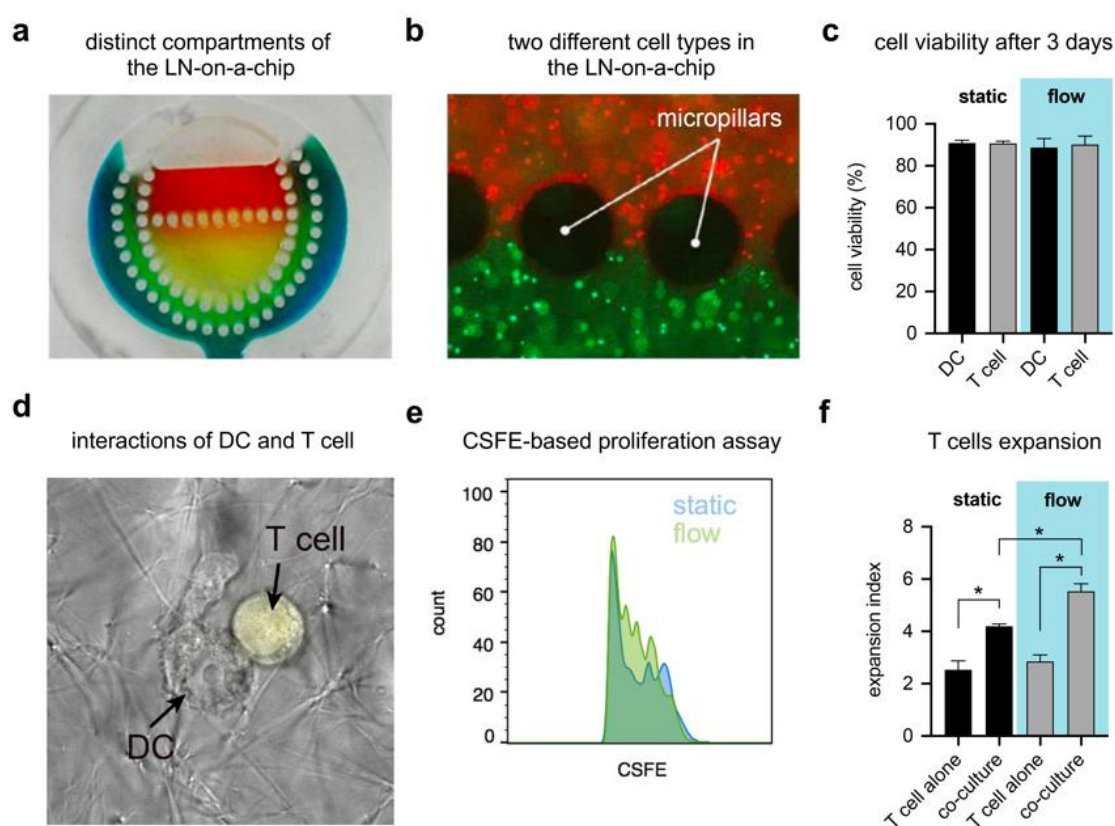 a
distinct compartments of
the LN-on-a-chip
b
two different cell types in
the LN-on-a-chip
micropillars
c
cell viability after 3 days
static
flow
100
80
60
40
20
0
cell viability (%)
DC
T cell
DC
T cell
d
interactions of DC and T cell
T cell
DC
e
CSFE-based proliferation assay
static
flow
100
80
60
40
20
0
count
CSFE
f
T cells expansion
static
flow
8
6
4
2
0
expansion index
*
*
*
T cell alone
co-culture
T cell alone
co-culture